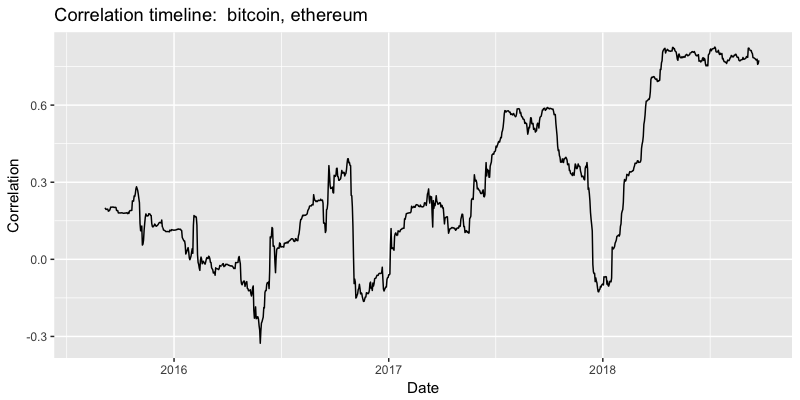 Correlation timeline:  bitcoin, ethereum
Correlation
0.6
0.3
0.0
-0.3
2016
2017
2018
Date